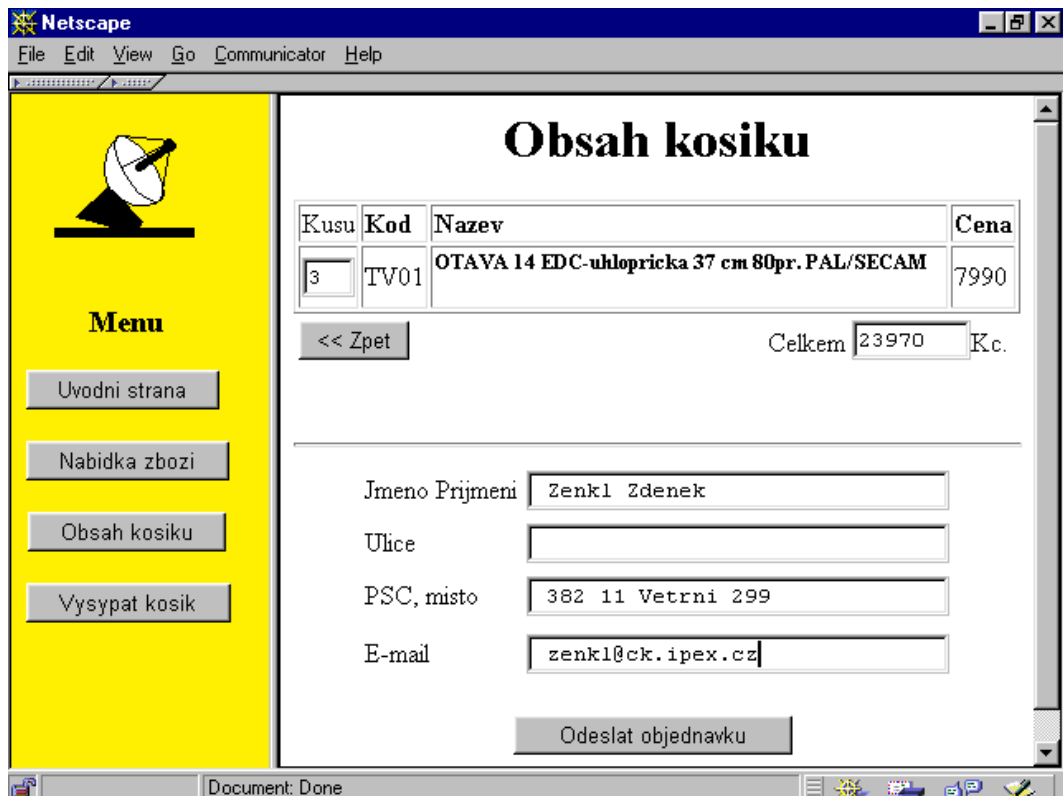 Netscape
File Edit View Go Communicator Help
Obsah kosiku
Kusu Kod Nazev Cena
3 TV01 OTAVA 14 EDC-uhlopricka 37 cm 80pr. PAL/SECAM 7990
<< Zpet Celkem 23970 Kc.
Menu
Uvodni strana
Nabidka zbozi
Obsah kosiku
Vysypat kosik
Jmeno Prijmeni Zenkl Zdenek
Ulice
PSC, misto 382 11 Vetrni 299
E-mail zenkl@ck.ipex.cz
Odeslat objednavku
Document: Done